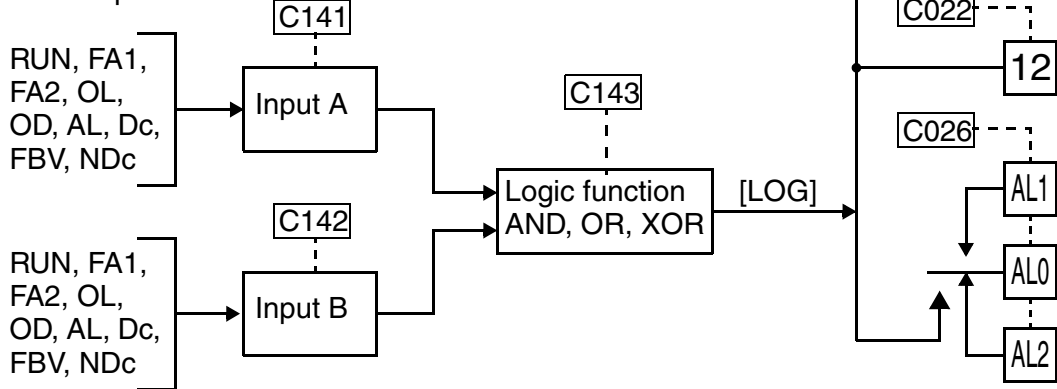 C141
C022
RUN, FA1,
FA2, OL,
OD, AL, Dc,
FBV, NDc
Input A
12
C143
C026
Logic function
AND, OR, XOR
[LOG]
AL1
C142
RUN, FA1,
FA2, OL,
OD, AL, Dc,
FBV, NDc
Input B
AL0
AL2